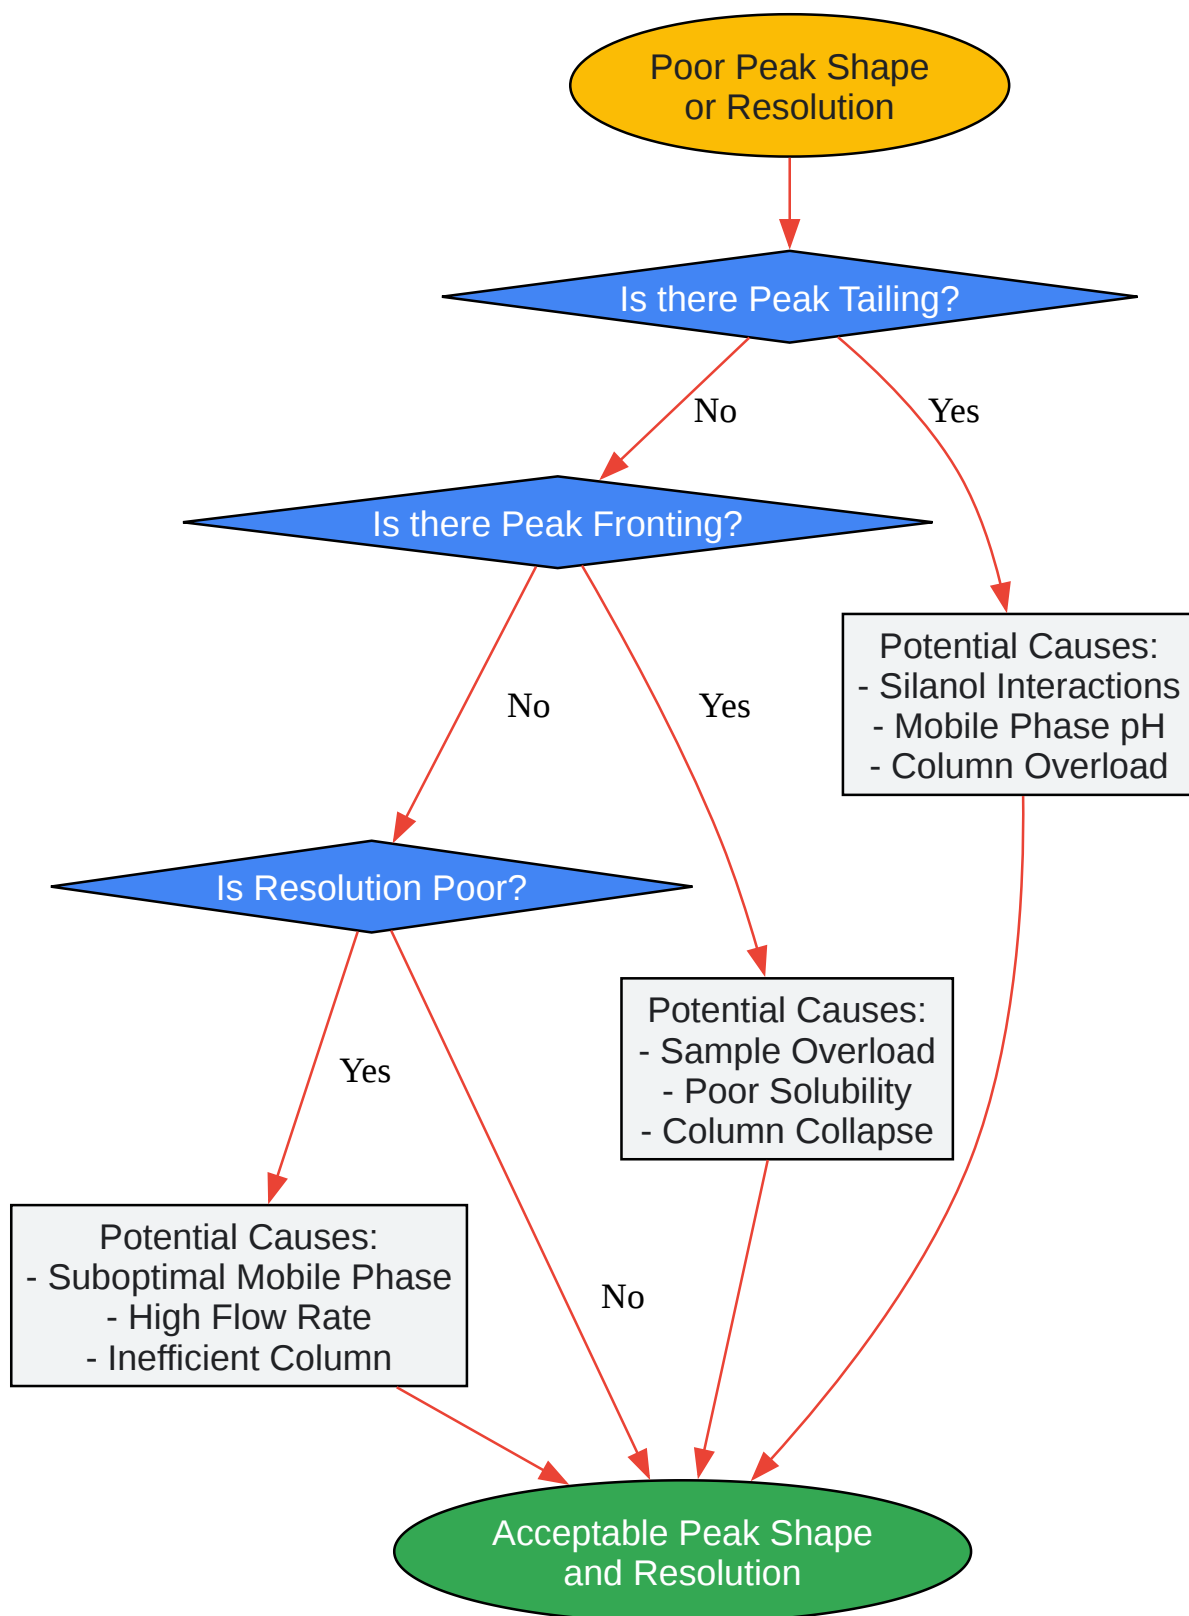 Poor Peak Shape
or Resolution
Is there Peak Tailing?
No
Yes
Is there Peak Fronting?
Potential Causes:
- Silanol Interactions
- Mobile Phase pH
- Column Overload
No
Yes
Is Resolution Poor?
Potential Causes:
- Sample Overload
- Poor Solubility
- Column Collapse
Yes
Potential Causes:
- Suboptimal Mobile Phase
- High Flow Rate
- Inefficient Column
No
Acceptable Peak Shape
and Resolution